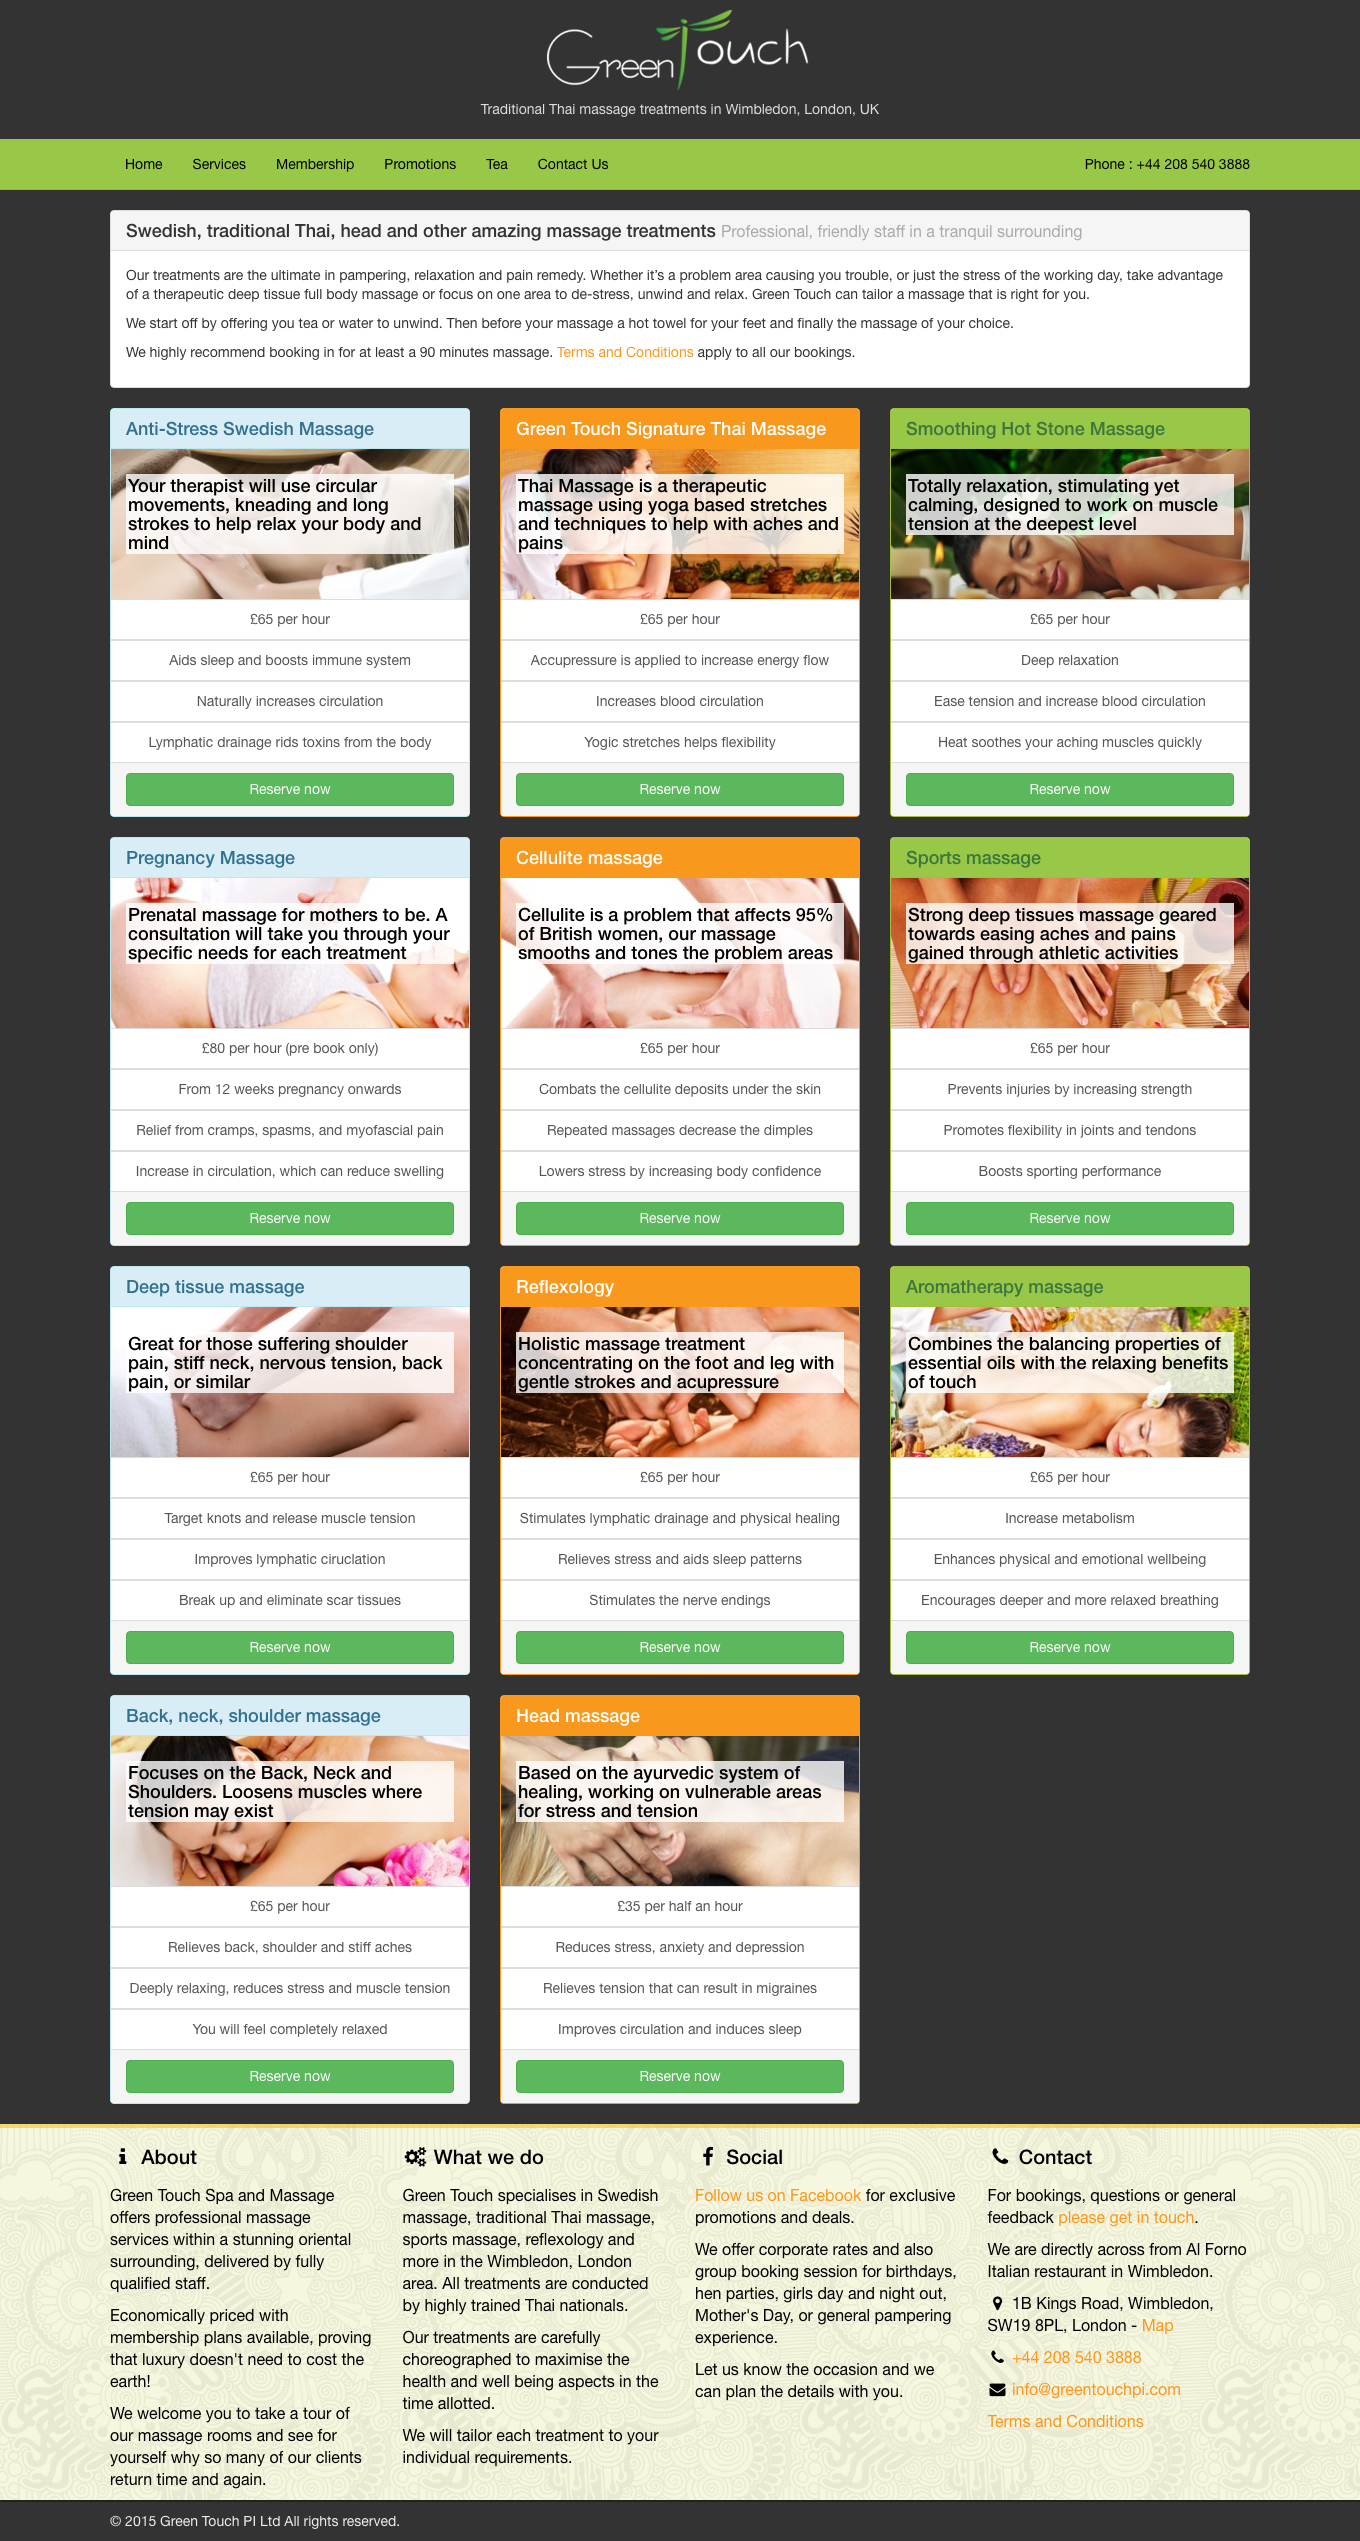 Green Touch
Traditional Thai massage treatments in Wimbledon, London, UK
Home Services Membership Promotions Tea Contact Us Phone : +44 208 540 3888
Swedish, traditional Thai, head and other amazing massage treatments Professional, friendly staff in a tranquil surrounding
Our treatments are the ultimate in pampering, relaxation and pain remedy. Whether it's a problem area causing you trouble, or just the stress of the working day, take advantage
of a therapeutic deep tissue full body massage or focus on one area to de-stress, unwind and relax. Green Touch can tailor a massage that is right for you.
We start off by offering you tea or water to unwind. Then before your massage a hot towel for your feet and finally the massage of your choice.
We highly recommend booking in for at least a 90 minutes massage. Terms and Conditions apply to all our bookings.
Anti-Stress Swedish Massage
Your therapist will use circular
movements, kneading and long
strokes to help relax your body and
mind
£65 per hour
Aids sleep and boosts immune system
Naturally increases circulation
Lymphatic drainage rids toxins from the body
Reserve now
Green Touch Signature Thai Massage
Thai Massage is a therapeutic
massage using yoga based stretches
and techniques to help with aches and
pains
£65 per hour
Accupressure is applied to increase energy flow
Increases blood circulation
Yogic stretches helps flexibility
Reserve now
Smoothing Hot Stone Massage
Totally relaxation, stimulating yet
calming, designed to work on muscle
tension at the deepest level
£65 per hour
Deep relaxation
Ease tension and increase blood circulation
Heat soothes your aching muscles quickly
Reserve now
Pregnancy Massage
Prenatal massage for mothers to be. A
consultation will take you through your
specific needs for each treatment
£80 per hour (pre book only)
From 12 weeks pregnancy onwards
Relief from cramps, spasms, and myofascial pain
Increase in circulation, which can reduce swelling
Reserve now
Cellulite massage
Cellulite is a problem that affects 95%
of British women, our massage
smooths and tones the problem areas
£65 per hour
Combats the cellulite deposits under the skin
Repeated massages decrease the dimples
Lowers stress by increasing body confidence
Reserve now
Sports massage
Strong deep tissues massage geared
towards easing aches and pains
gained through athletic activities
£65 per hour
Prevents injuries by increasing strength
Promotes flexibility in joints and tendons
Boosts sporting performance
Reserve now
Deep tissue massage
Great for those suffering shoulder
pain, stiff neck, nervous tension, back
pain, or similar
£65 per hour
Target knots and release muscle tension
Improves lymphatic ciruclation
Break up and eliminate scar tissues
Reserve now
Reflexology
Holistic massage treatment
concentrating on the foot and leg with
gentle strokes and acupressure
£65 per hour
Stimulates lymphatic drainage and physical healing
Relieves stress and aids sleep patterns
Stimulates the nerve endings
Reserve now
Aromatherapy massage
Combines the balancing properties of
essential oils with the relaxing benefits
of touch
£65 per hour
Increase metabolism
Enhances physical and emotional wellbeing
Encourages deeper and more relaxed breathing
Reserve now
Back, neck, shoulder massage
Focuses on the Back, Neck and
Shoulders. Loosens muscles where
tension may exist
£65 per hour
Relieves back, shoulder and stiff aches
Deeply relaxing, reduces stress and muscle tension
You will feel completely relaxed
Reserve now
Head massage
Based on the ayurvedic system of
healing, working on vulnerable areas
for stress and tension
£35 per half an hour
Reduces stress, anxiety and depression
Relieves tension that can result in migraines
Improves circulation and induces sleep
Reserve now
About
Green Touch Spa and Massage
offers professional massage
services within a stunning oriental
surrounding, delivered by fully
qualified staff.
Economically priced with
membership plans available, proving
that luxury doesn't need to cost the
earth!
We welcome you to take a tour of
our massage rooms and see for
yourself why so many of our clients
return time and again.
What we do
Green Touch specialises in Swedish
massage, traditional Thai massage,
sports massage, reflexology and
more in the Wimbledon, London
area. All treatments are conducted
by highly trained Thai nationals.
Our treatments are carefully
choreographed to maximise the
health and well being aspects in the
time allotted.
We will tailor each treatment to your
individual requirements.
Social
Follow us on Facebook for exclusive
promotions and deals.
We offer corporate rates and also
group booking session for birthdays,
hen parties, girls day and night out,
Mother's Day, or general pampering
experience.
Let us know the occasion and we
can plan the details with you.
Contact
For bookings, questions or general
feedback please get in touch.
We are directly across from Al Forno
Italian restaurant in Wimbledon.
1B Kings Road, Wimbledon,
SW19 8PL, London - Map
+44 208 540 3888
info@greentouchpi.com
Terms and Conditions
© 2015 Green Touch PI Ltd All rights reserved.